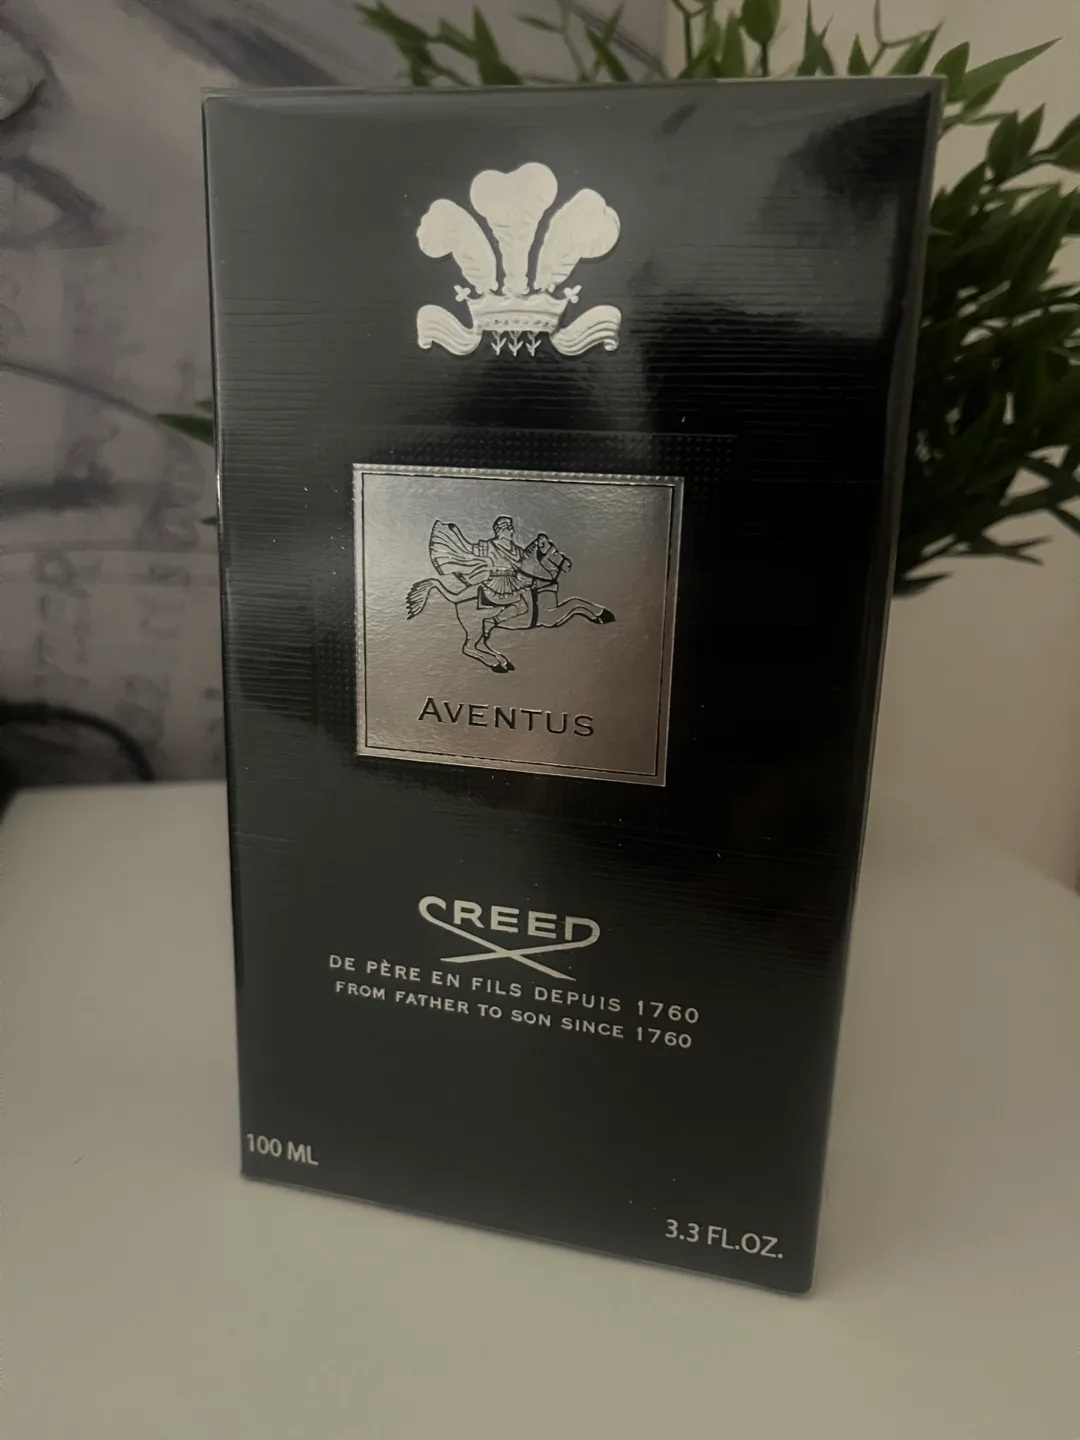 AVENTUS
CREED
DE PÈRE EN FILS DEPUIS 1760
FROM FATHER TO SON SINCE 1760
100 ML
3.3 FL.OZ.